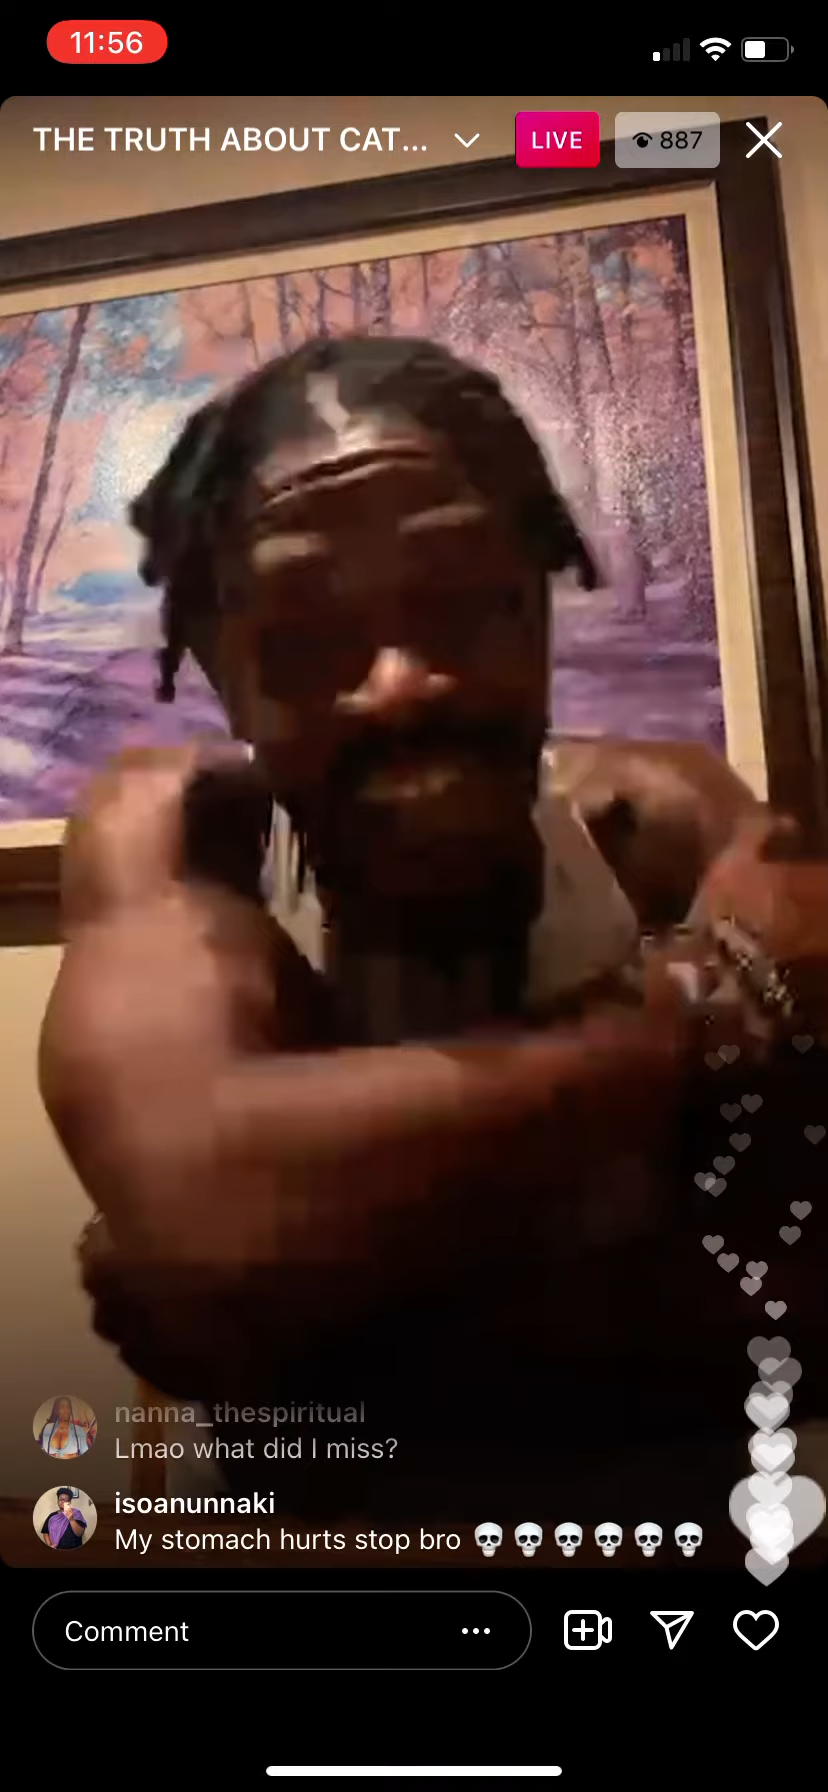 11:56
THE TRUTH ABOUT CAT...
LIVE
887
nanna_thespiritual
Lmao what did I miss?
isoanunnaki
My stomach hurts stop bro 💀💀💀💀💀💀
Comment